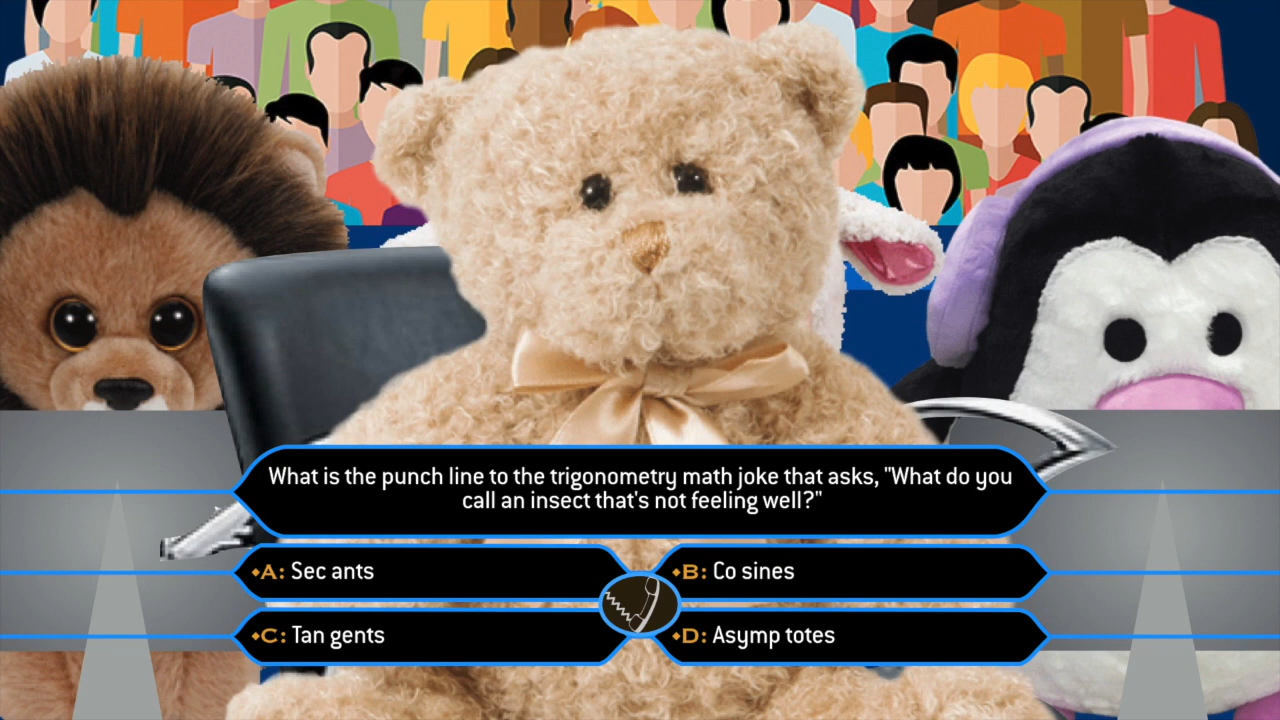 What is the punch line to the trigonometry math joke that asks, "What do you
call an insect that's not feeling well?"
A: Sec ants
B: Co sines
C: Tan gents
D: Asymp totes